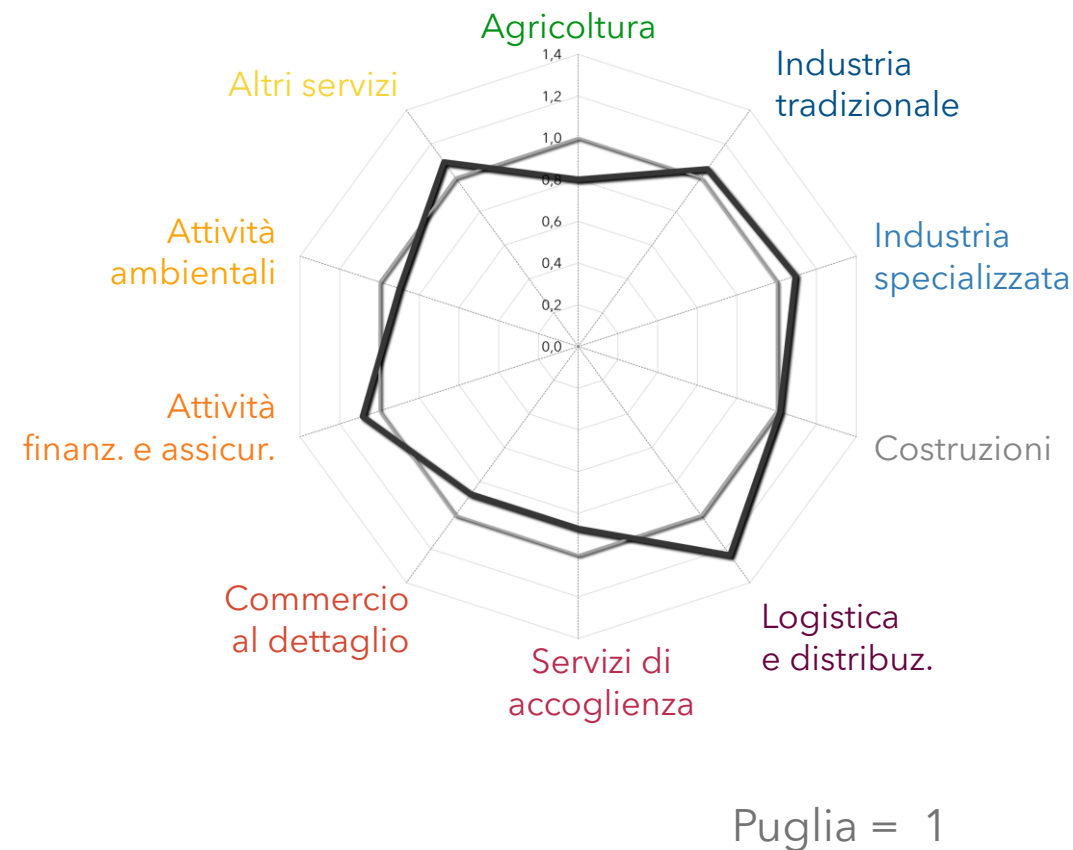 Agricoltura
1,4
1,2
1,0
0,8
0,6
0,4
0,2
0,0
Industria
tradizionale
Industria
specializzata
Costruzioni
Logistica
e distribuz.
Servizi di
accoglienza
Commercio
al dettaglio
Attività
finanz. e assicur.
Attività
ambientali
Altri servizi
Puglia = 1